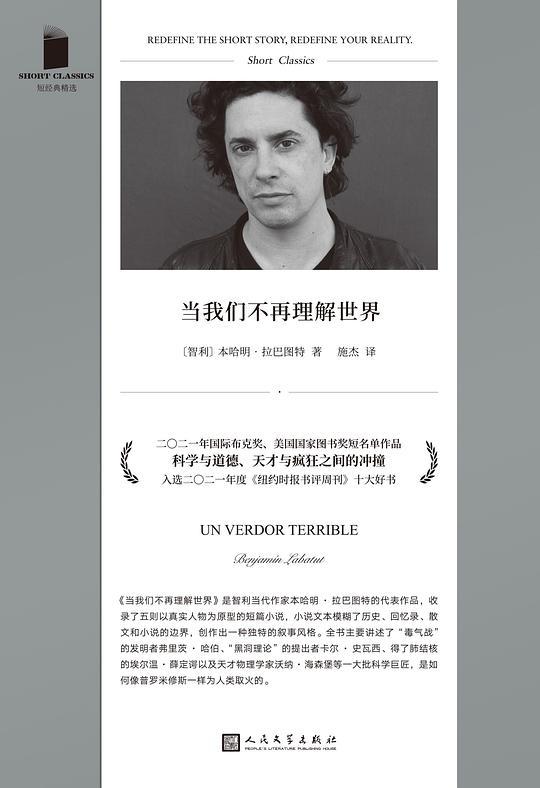 REDEFINE THE SHORT STORY, REDEFINE YOUR REALITY.
Short Classics
SHORT CLASSICS
短经典精选
当我们不再理解世界
〔智利〕本哈明·拉巴图特 著 施杰 译
二〇二一年国际布克奖、美国国家图书奖短名单作品
科学与道德、天才与疯狂之间的冲撞
入选二〇二一年度《纽约时报书评周刊》十大好书
UN VERDOR TERRIBLE
Benjamín Labatut
《当我们不再理解世界》是智利当代作家本哈明·拉巴图特的代表作品，收
录了五则以真实人物为原型的短篇小说，小说文本模糊了历史、回忆录、散
文和小说的边界，创作出一种独特的叙事风格。全书主要讲述了“毒气战”
的发明者弗里茨·哈伯、“黑洞理论”的提出者卡尔·史瓦西、得了肺结核
的埃尔温·薛定谔以及天才物理学家沃纳·海森堡等一大批科学巨匠，是如
何像普罗米修斯一样为人类取火的。
人民文学出版社
PEOPLE'S LITERATURE PUBLISHING HOUSE